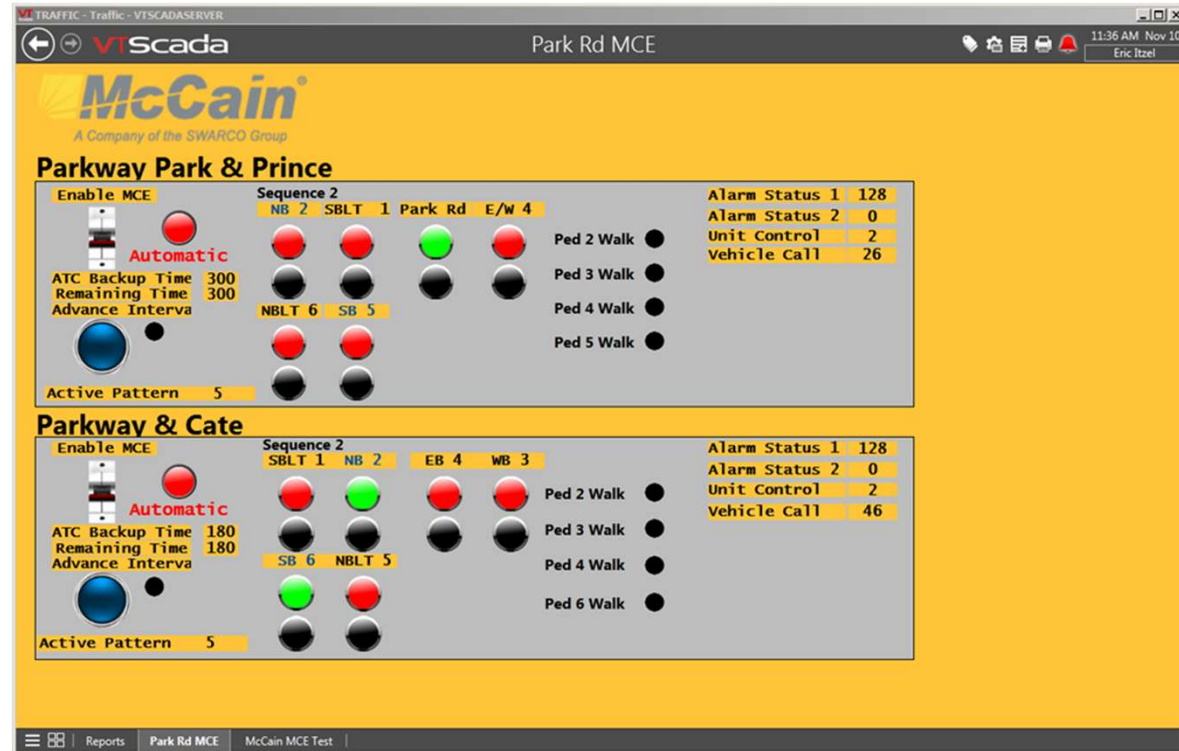 TRAFFIC - Traffic - VTSCADASERVER
VTScada
Park Rd MCE
11:36 AM Nov 10
Eric Itzel
McCain®
A Company of the SWARCO Group
Parkway Park & Prince
Enable MCE
Automatic
ATC Backup Time 300
Remaining Time 300
Advance Interva
Active Pattern 5
Sequence 2
NB 2 SBLT 1 Park Rd E/W 4
NBLT 6 SB 5
Ped 2 Walk
Ped 3 Walk
Ped 4 Walk
Ped 5 Walk
Alarm Status 1 128
Alarm Status 2 0
Unit Control 2
Vehicle Call 26
Parkway & Cate
Enable MCE
Automatic
ATC Backup Time 180
Remaining Time 180
Advance Interva
Active Pattern 5
Sequence 2
SBLT 1 NB 2 EB 4 WB 3
SB 6 NBLT 5
Ped 2 Walk
Ped 3 Walk
Ped 4 Walk
Ped 6 Walk
Alarm Status 1 128
Alarm Status 2 0
Unit Control 2
Vehicle Call 46
Reports Park Rd MCE McCain MCE Test